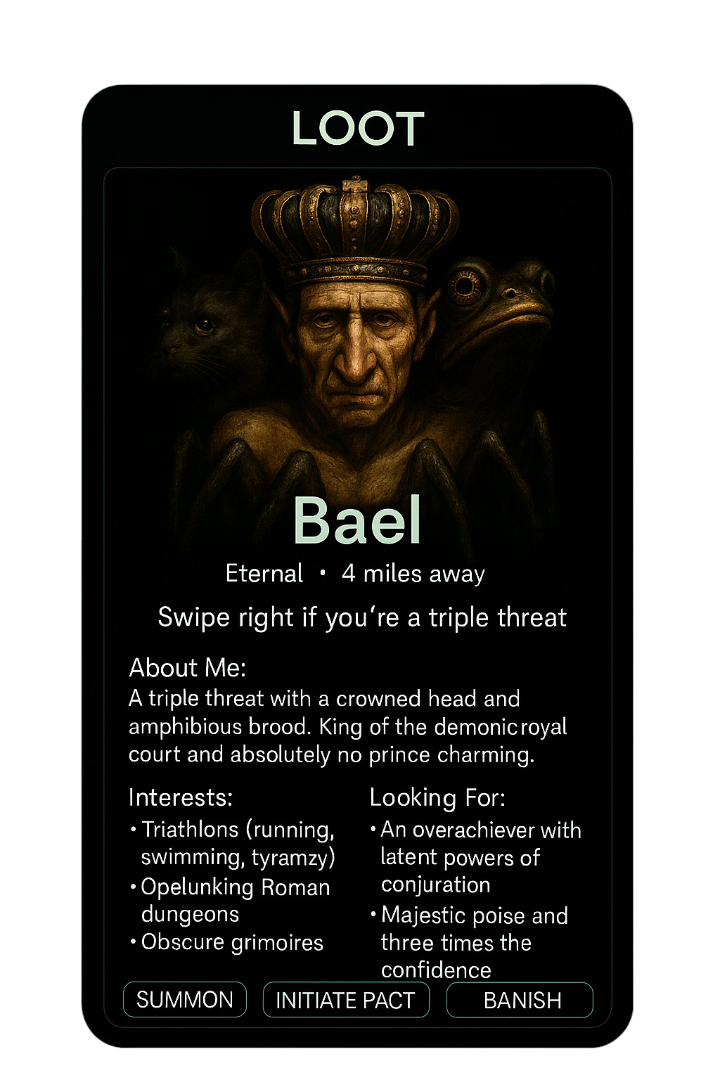 LOOT
Bael
Eternal • 4 miles away
Swipe right if you're a triple threat
About Me:
A triple threat with a crowned head and
amphibious brood. King of the demonic royal
court and absolutely no prince charming.
Interests:
• Triathlons (running,
swimming, tyramzy)
• Opelunking Roman
dungeons
• Obscure grimoires
Looking For:
• An overachiever with
latent powers of
conjuration
• Majestic poise and
three times the
confidence
SUMMON
INITIATE PACT
BANISH